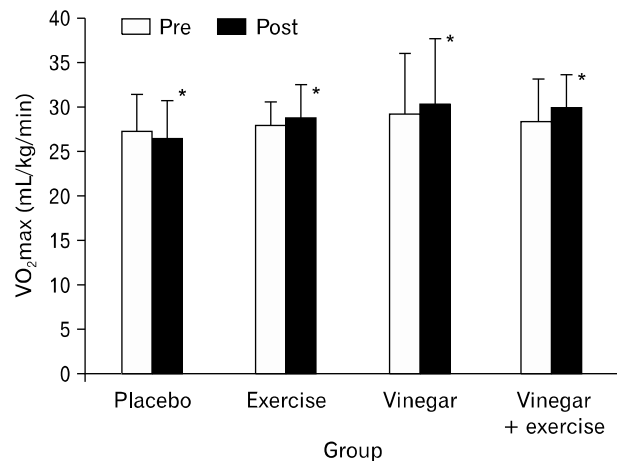 40
35
30
25
20
15
10
5
0
VO₂max (mL/kg/min)
Pre Post
* * * *
Placebo Exercise Vinegar Vinegar
+ exercise
Group